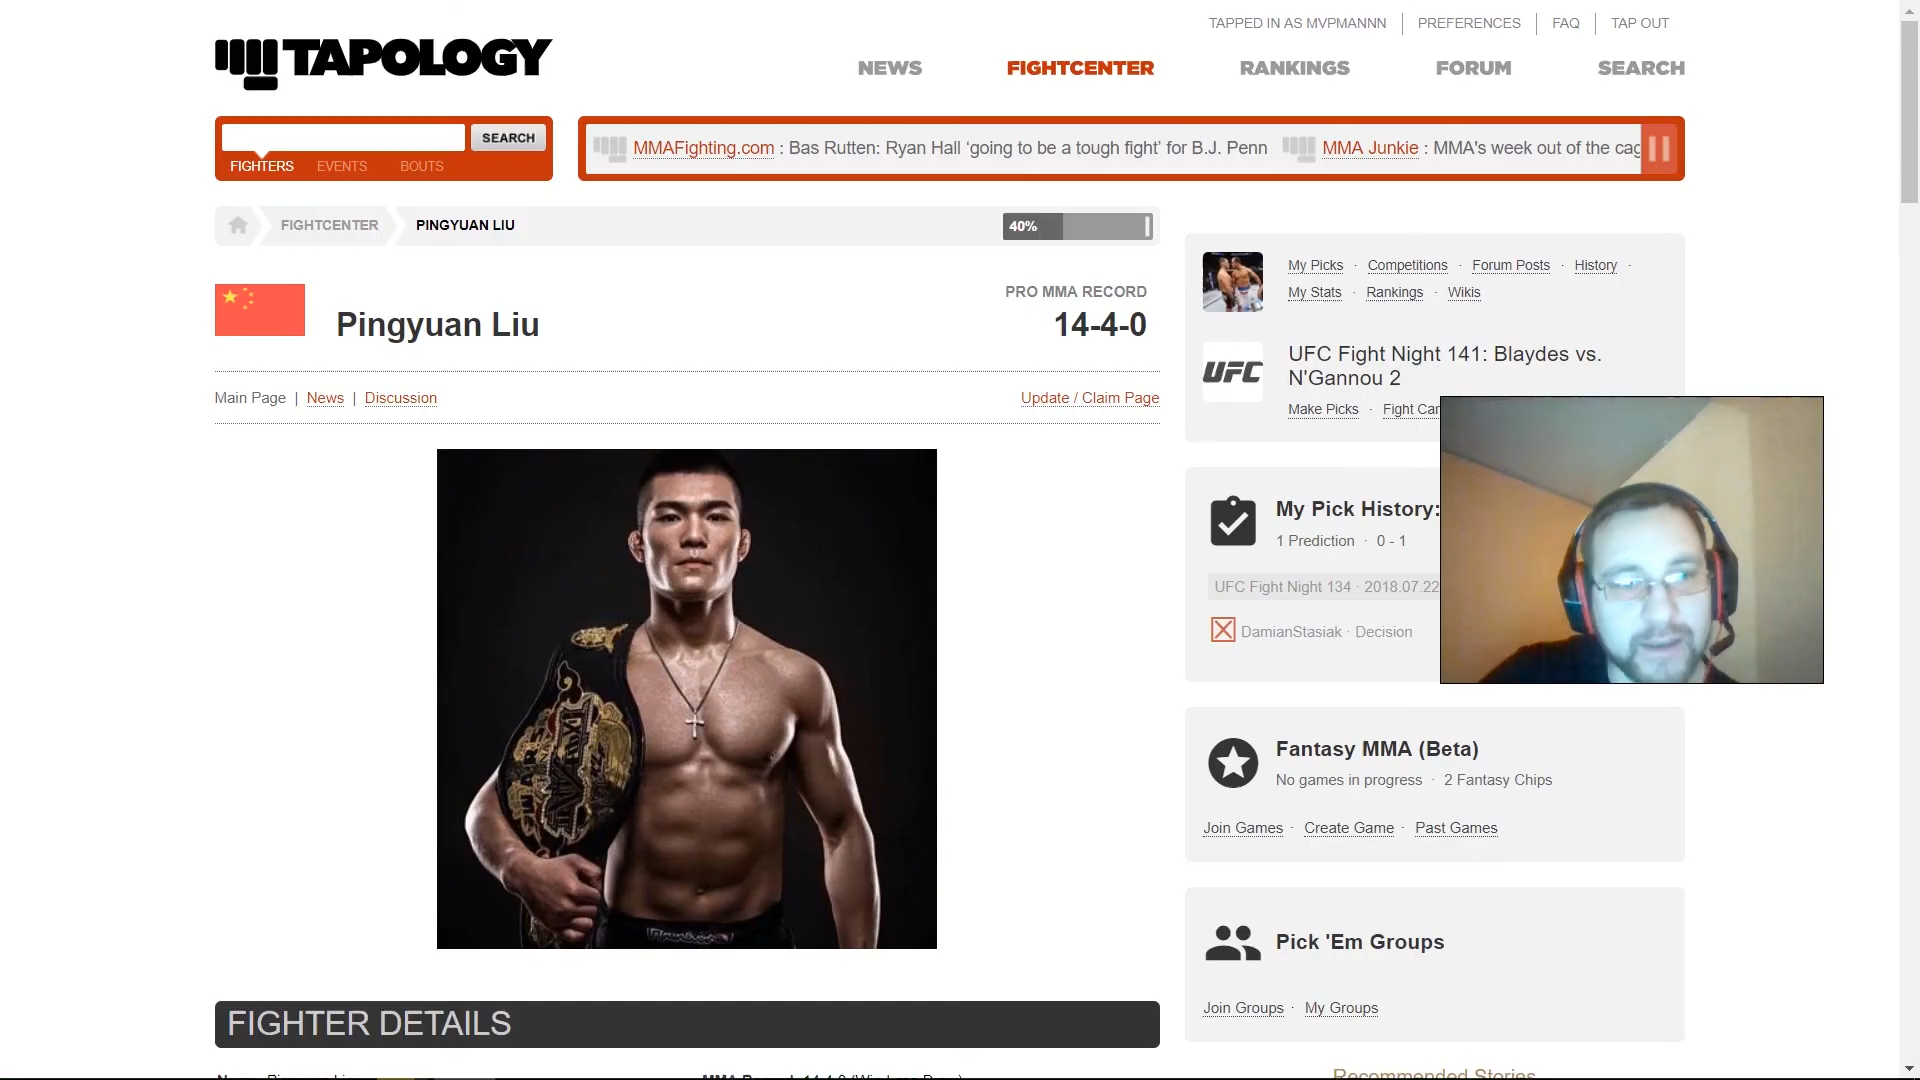 TAPPED IN AS MVPMANNN
PREFERENCES
FAQ
TAP OUT
TAPOLOGY
NEWS
FIGHTCENTER
RANKINGS
FORUM
SEARCH
SEARCH
FIGHTERS
EVENTS
BOUTS
MMAFighting.com : Bas Rutten: Ryan Hall ‘going to be a tough fight’ for B.J. Penn
MMA Junkie : MMA's week out of the cag
FIGHTCENTER
PINGYUAN LIU
40%
Pingyuan Liu
PRO MMA RECORD
14-4-0
Main Page | News | Discussion
Update / Claim Page
FIGHTER DETAILS
My Picks · Competitions · Forum Posts · History ·
My Stats · Rankings · Wikis
UFC
UFC Fight Night 141: Blaydes vs.
N'Gannou 2
Make Picks · Fight Car
My Pick History:
1 Prediction · 0 - 1
UFC Fight Night 134 · 2018.07.22
DamianStasiak · Decision
Fantasy MMA (Beta)
No games in progress · 2 Fantasy Chips
Join Games · Create Game · Past Games
Pick 'Em Groups
Join Groups · My Groups
Recommended Stories